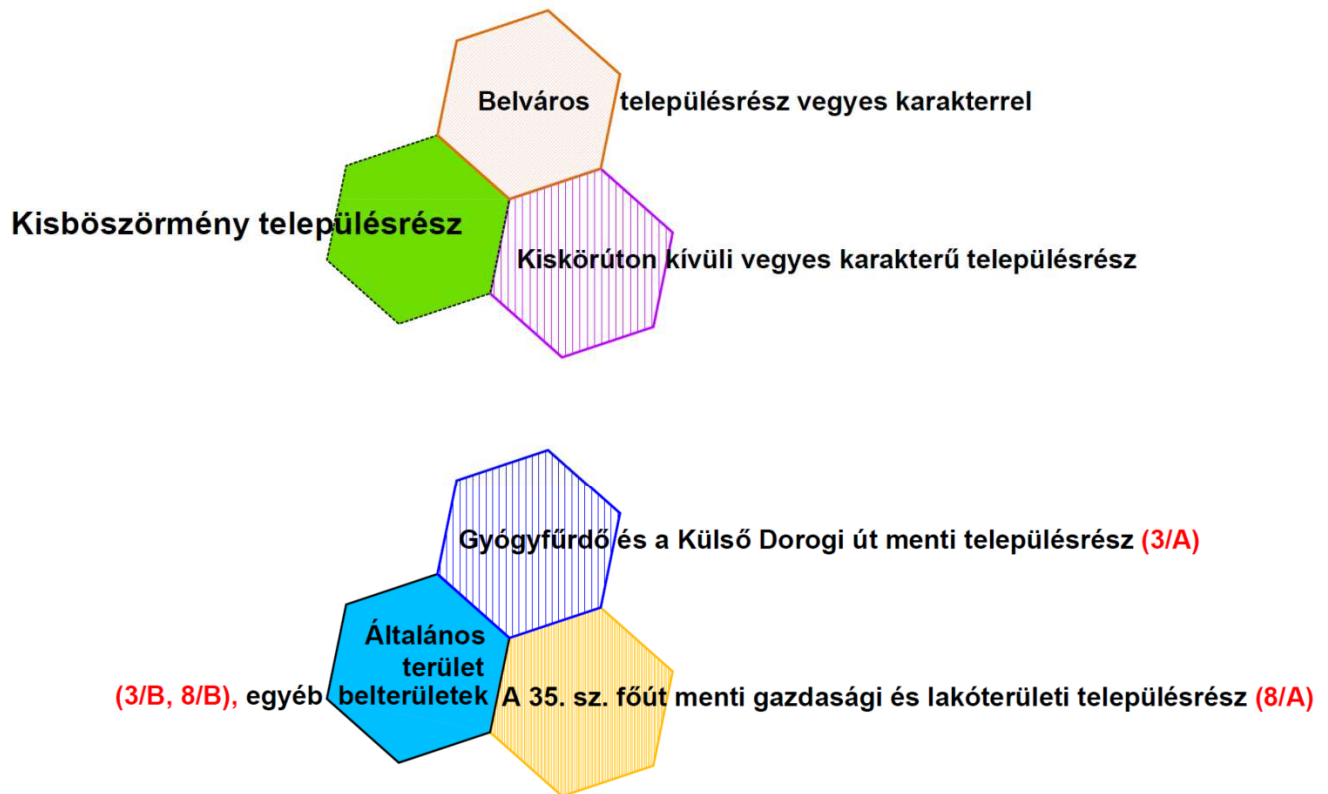 Belváros településrész vegyes karakterrel
Kisböszörmény településrész
Kiskörúton kívüli vegyes karakterű településrész
Gyógyfűrdő és a Külső Dorogi út menti településrész (3/A)
Általános
terület
(3/B, 8/B), egyéb belterületek
A 35. sz. főút menti gazdasági és lakóterületi településrész (8/A)